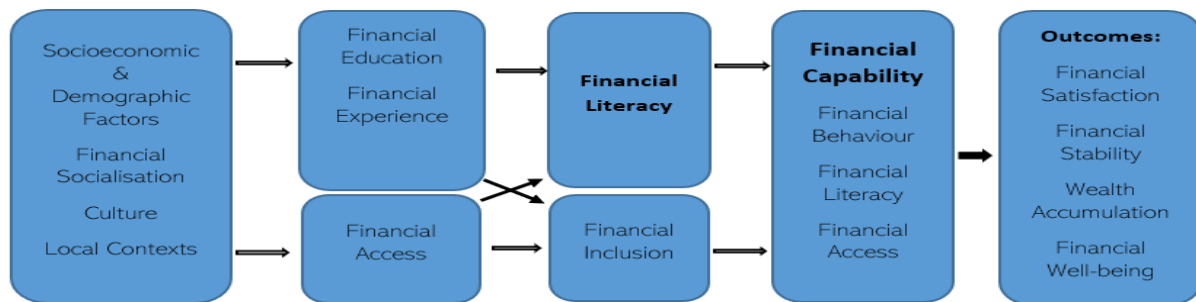 Socioeconomic
&
Demographic
Factors
Financial
Socialisation
Culture
Local Contexts
Financial
Education
Financial
Experience
Financial
Access
Financial
Literacy
Financial
Inclusion
Financial
Capability
Financial
Behaviour
Financial
Literacy
Financial
Access
Outcomes:
Financial
Satisfaction
Financial
Stability
Wealth
Accumulation
Financial
Well-being